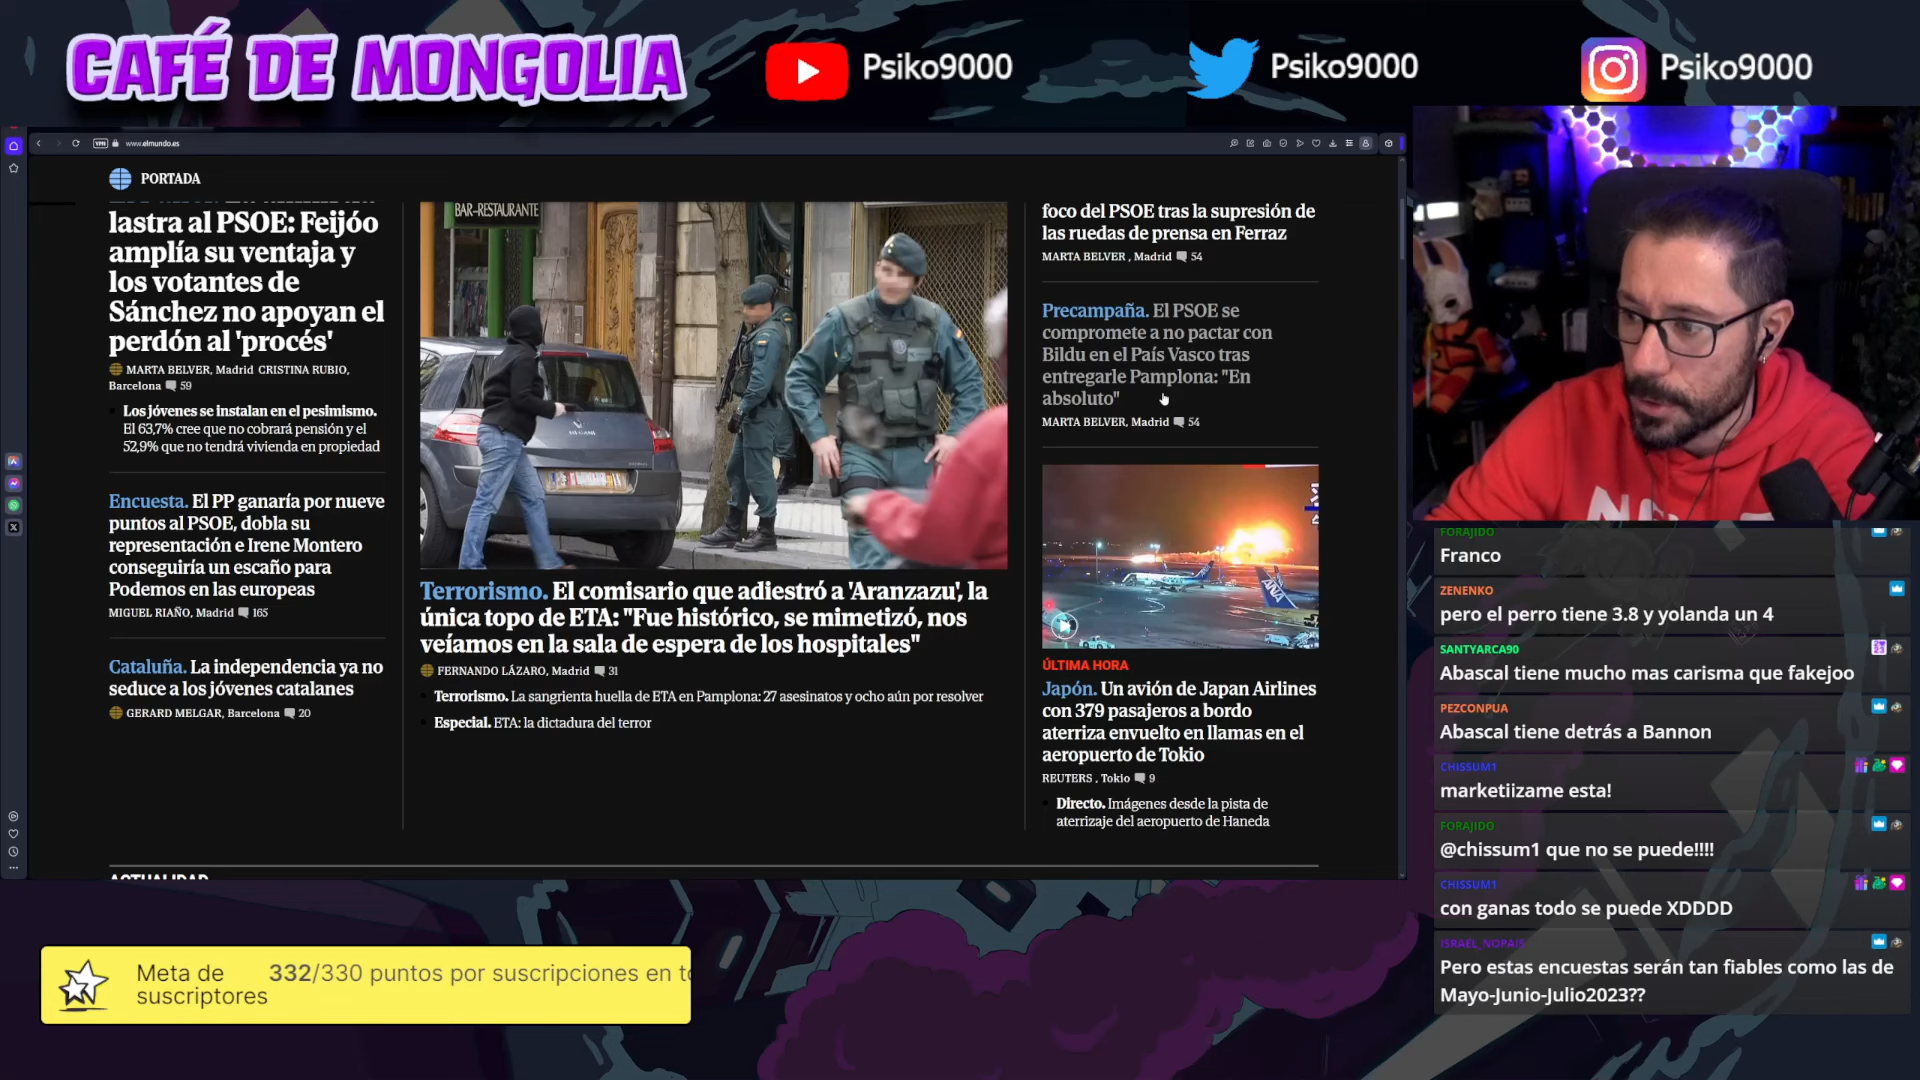 CAFÉ DE MONGOLIA
Psiko9000
Psiko9000
Psiko9000
VPN
www.elmundo.es
PORTADA
lastra al PSOE: Feijóo
amplía su ventaja y
los votantes de
Sánchez no apoyan el
perdón al 'procés'
MARTA BELVER, Madrid CRISTINA RUBIO,
Barcelona 59
Los jóvenes se instalan en el pesimismo.
El 63,7% cree que no cobrará pensión y el
52,9% que no tendrá vivienda en propiedad
Encuesta. El PP ganaría por nueve
puntos al PSOE, dobla su
representación e Irene Montero
conseguiría un escaño para
Podemos en las europeas
MIGUEL RIAÑO, Madrid 165
Cataluña. La independencia ya no
seduce a los jóvenes catalanes
GERARD MELGAR, Barcelona 20
BAR-RESTAURANTE
Terrorismo. El comisario que adiestró a 'Aranzazu', la
única topo de ETA: "Fue histórico, se mimetizó, nos
veíamos en la sala de espera de los hospitales"
FERNANDO LÁZARO, Madrid 31
Terrorismo. La sangrienta huella de ETA en Pamplona: 27 asesinatos y ocho aún por resolver
Especial. ETA: la dictadura del terror
foco del PSOE tras la supresión de
las ruedas de prensa en Ferraz
MARTA BELVER , Madrid 54
Precampaña. El PSOE se
compromete a no pactar con
Bildu en el País Vasco tras
entregarle Pamplona: "En
absoluto"
MARTA BELVER, Madrid 54
ANA
ÚLTIMA HORA
Japón. Un avión de Japan Airlines
con 379 pasajeros a bordo
aterriza envuelto en llamas en el
aeropuerto de Tokio
REUTERS , Tokio 9
Directo. Imágenes desde la pista de
aterrizaje del aeropuerto de Haneda
ACTUALIDAD
FORAJIDO
Franco
ZENENKO
pero el perro tiene 3.8 y yolanda un 4
SANTYARCA90
Abascal tiene mucho mas carisma que fakejoo
PEZCONPUA
Abascal tiene detrás a Bannon
CHISSUM1
marketiizame esta!
FORAJIDO
@chissum1 que no se puede!!!!
CHISSUM1
con ganas todo se puede XDDDD
ISRAEL_NOPAIS
Pero estas encuestas serán tan fiables como las de
Mayo-Junio-Julio2023??
Meta de
suscriptores
332/330 puntos por suscripciones en to